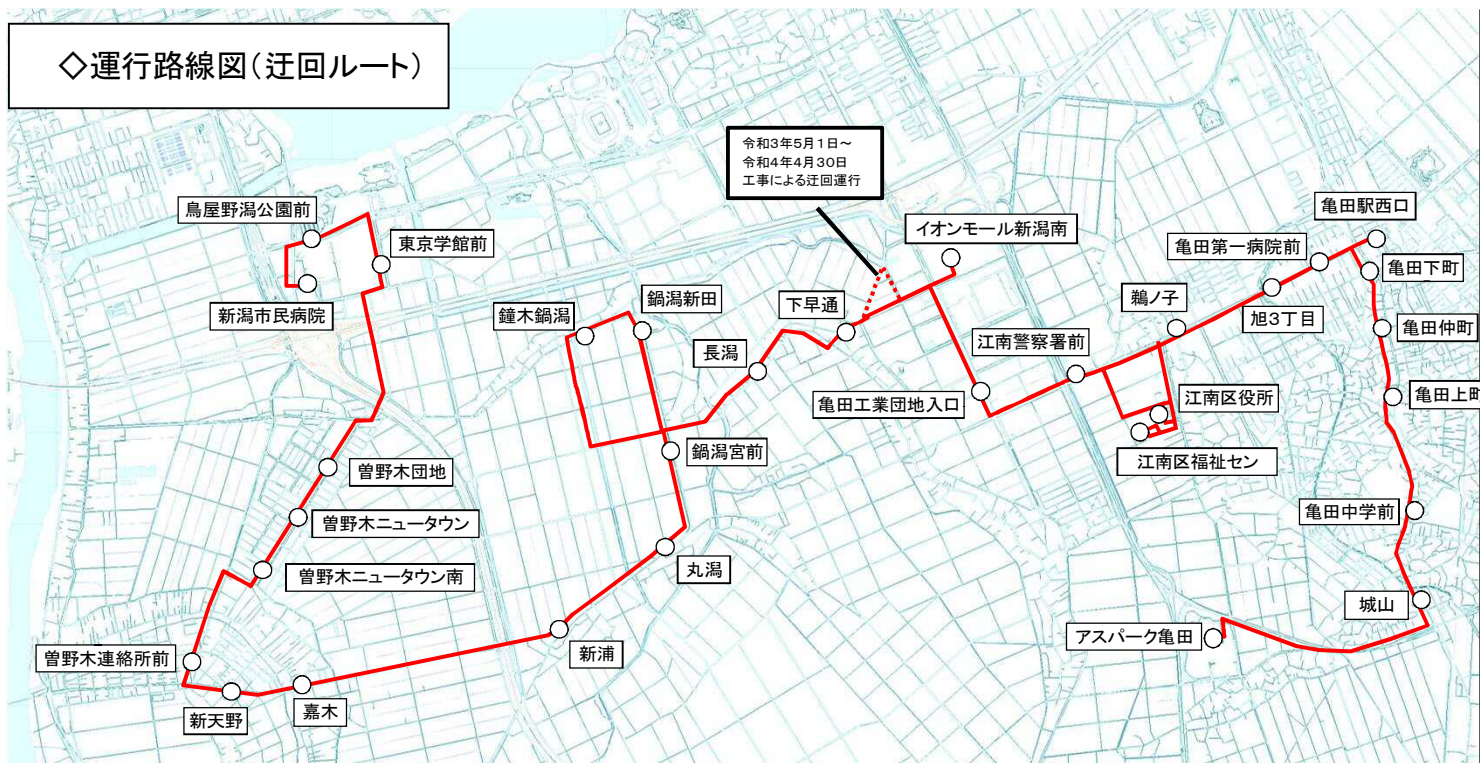 ◇運行路線図(迂回ルート)
令和3年5月1日～
令和4年4月30日
工事による迂回運行
鳥屋野潟公園前
東京学館前
新潟市民病院
鐘木鍋潟
鍋潟新田
長潟
下早通
イオンモール新潟南
亀田駅西口
亀田第一病院前
亀田下町
鵜ノ子
旭3丁目
亀田仲町
江南警察署前
亀田工業団地入口
江南区役所
亀田上町
江南区福祉セン
鍋潟宮前
曽野木団地
曽野木ニュータウン
亀田中学前
丸潟
曽野木ニュータウン南
城山
アスパーク亀田
新浦
曽野木連絡所前
新天野
嘉木